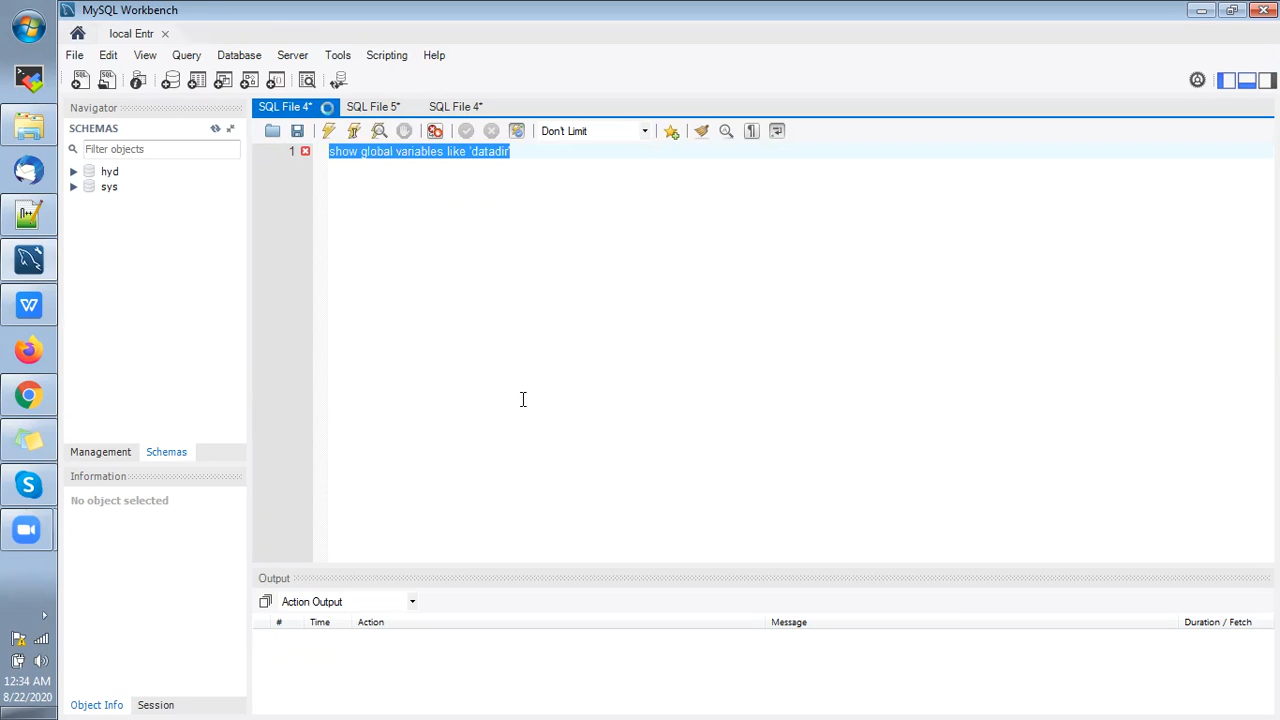 MySQL Workbench
local Entr
File Edit View Query Database Server Tools Scripting Help
Navigator
SCHEMAS
Filter objects
hyd
sys
Management Schemas
Information
No object selected
Object Info Session
SQL File 4* SQL File 5* SQL File 4*
Don't Limit
1 show global variables like 'datadir'
Output
Action Output
# Time Action Message Duration / Fetch
12:34 AM
8/22/2020